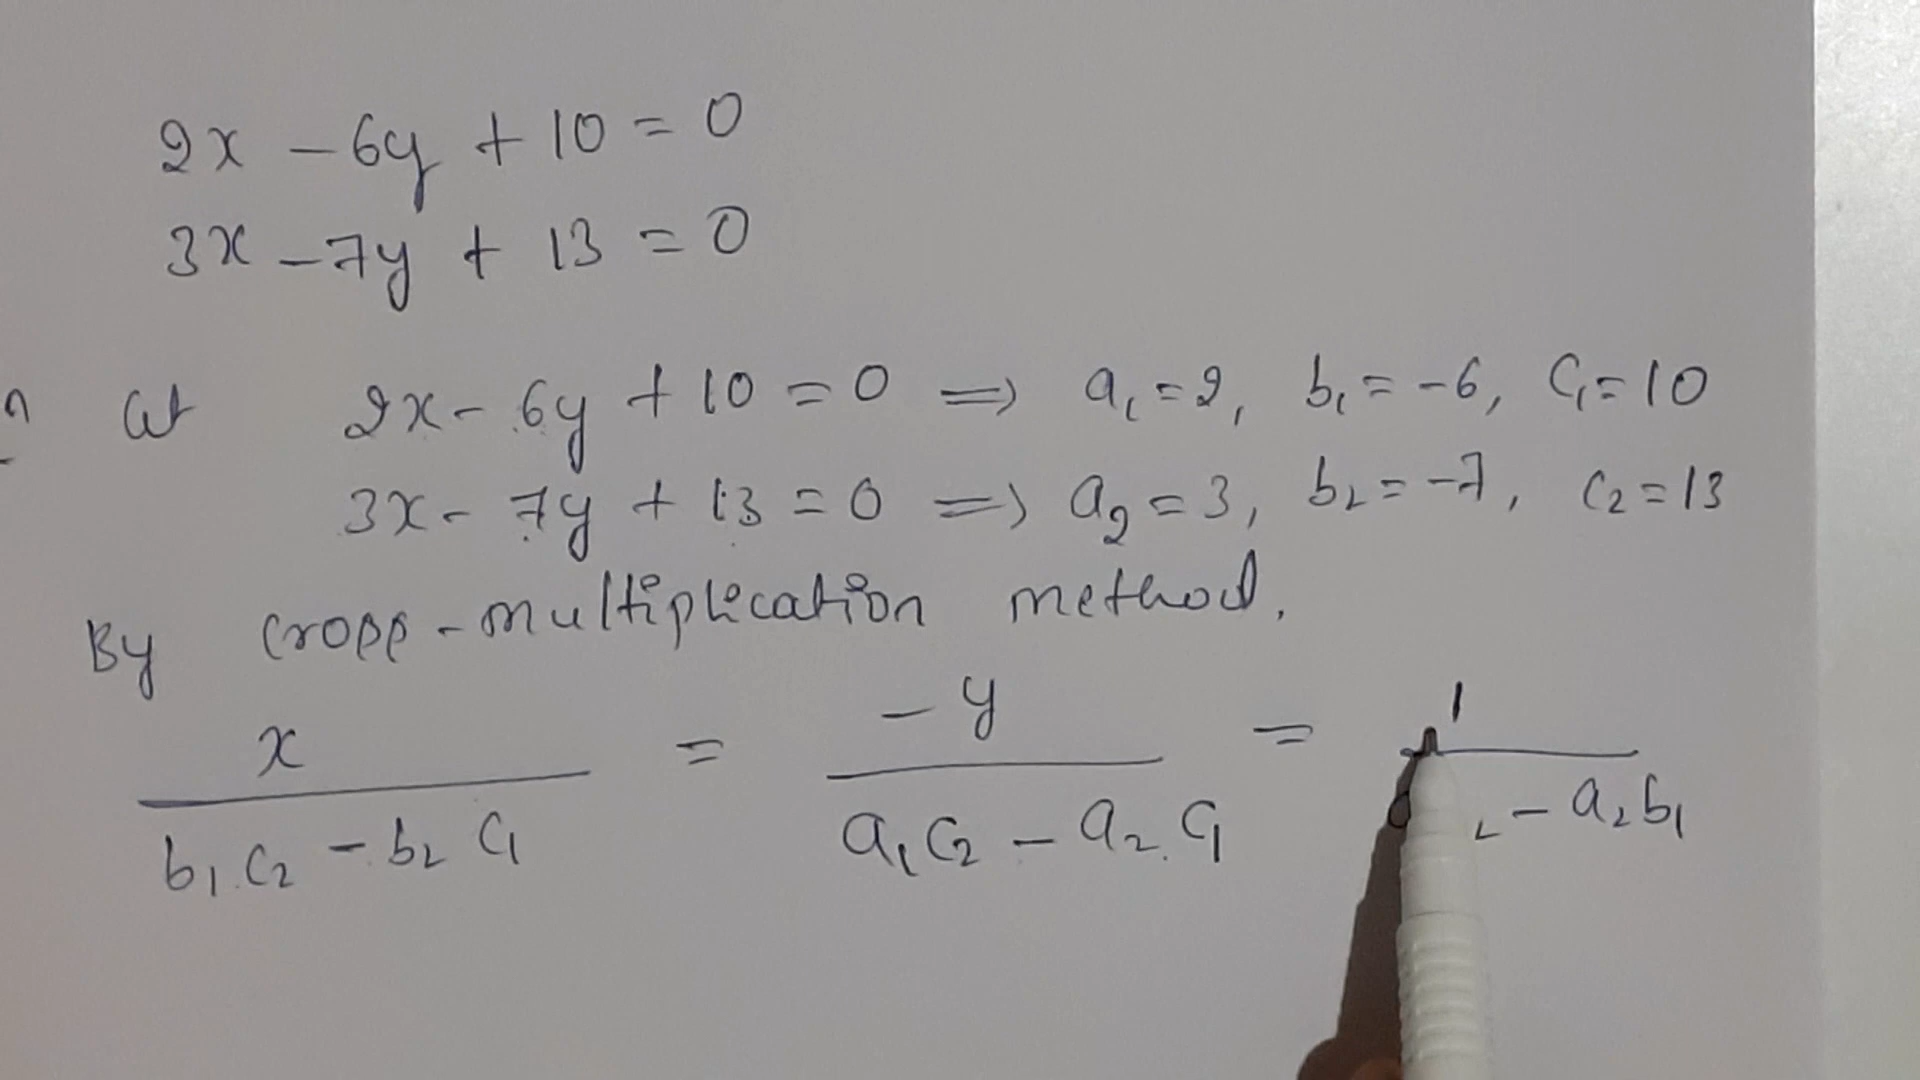 2x - 6y + 10 = 0
3x - 7y + 13 = 0
2x - 6y + 10 = 0 => a₁ = 2, b₁ = -6, C₁ = 10
3x - 7y + 13 = 0 => a₂ = 3, b₂ = -7, C₂ = 13
By cross-multiplication method,
x / (b₁C₂ - b₂C₁) = -y / (a₁C₂ - a₂C₁) = 1 / ( ₂ - a₂b₁